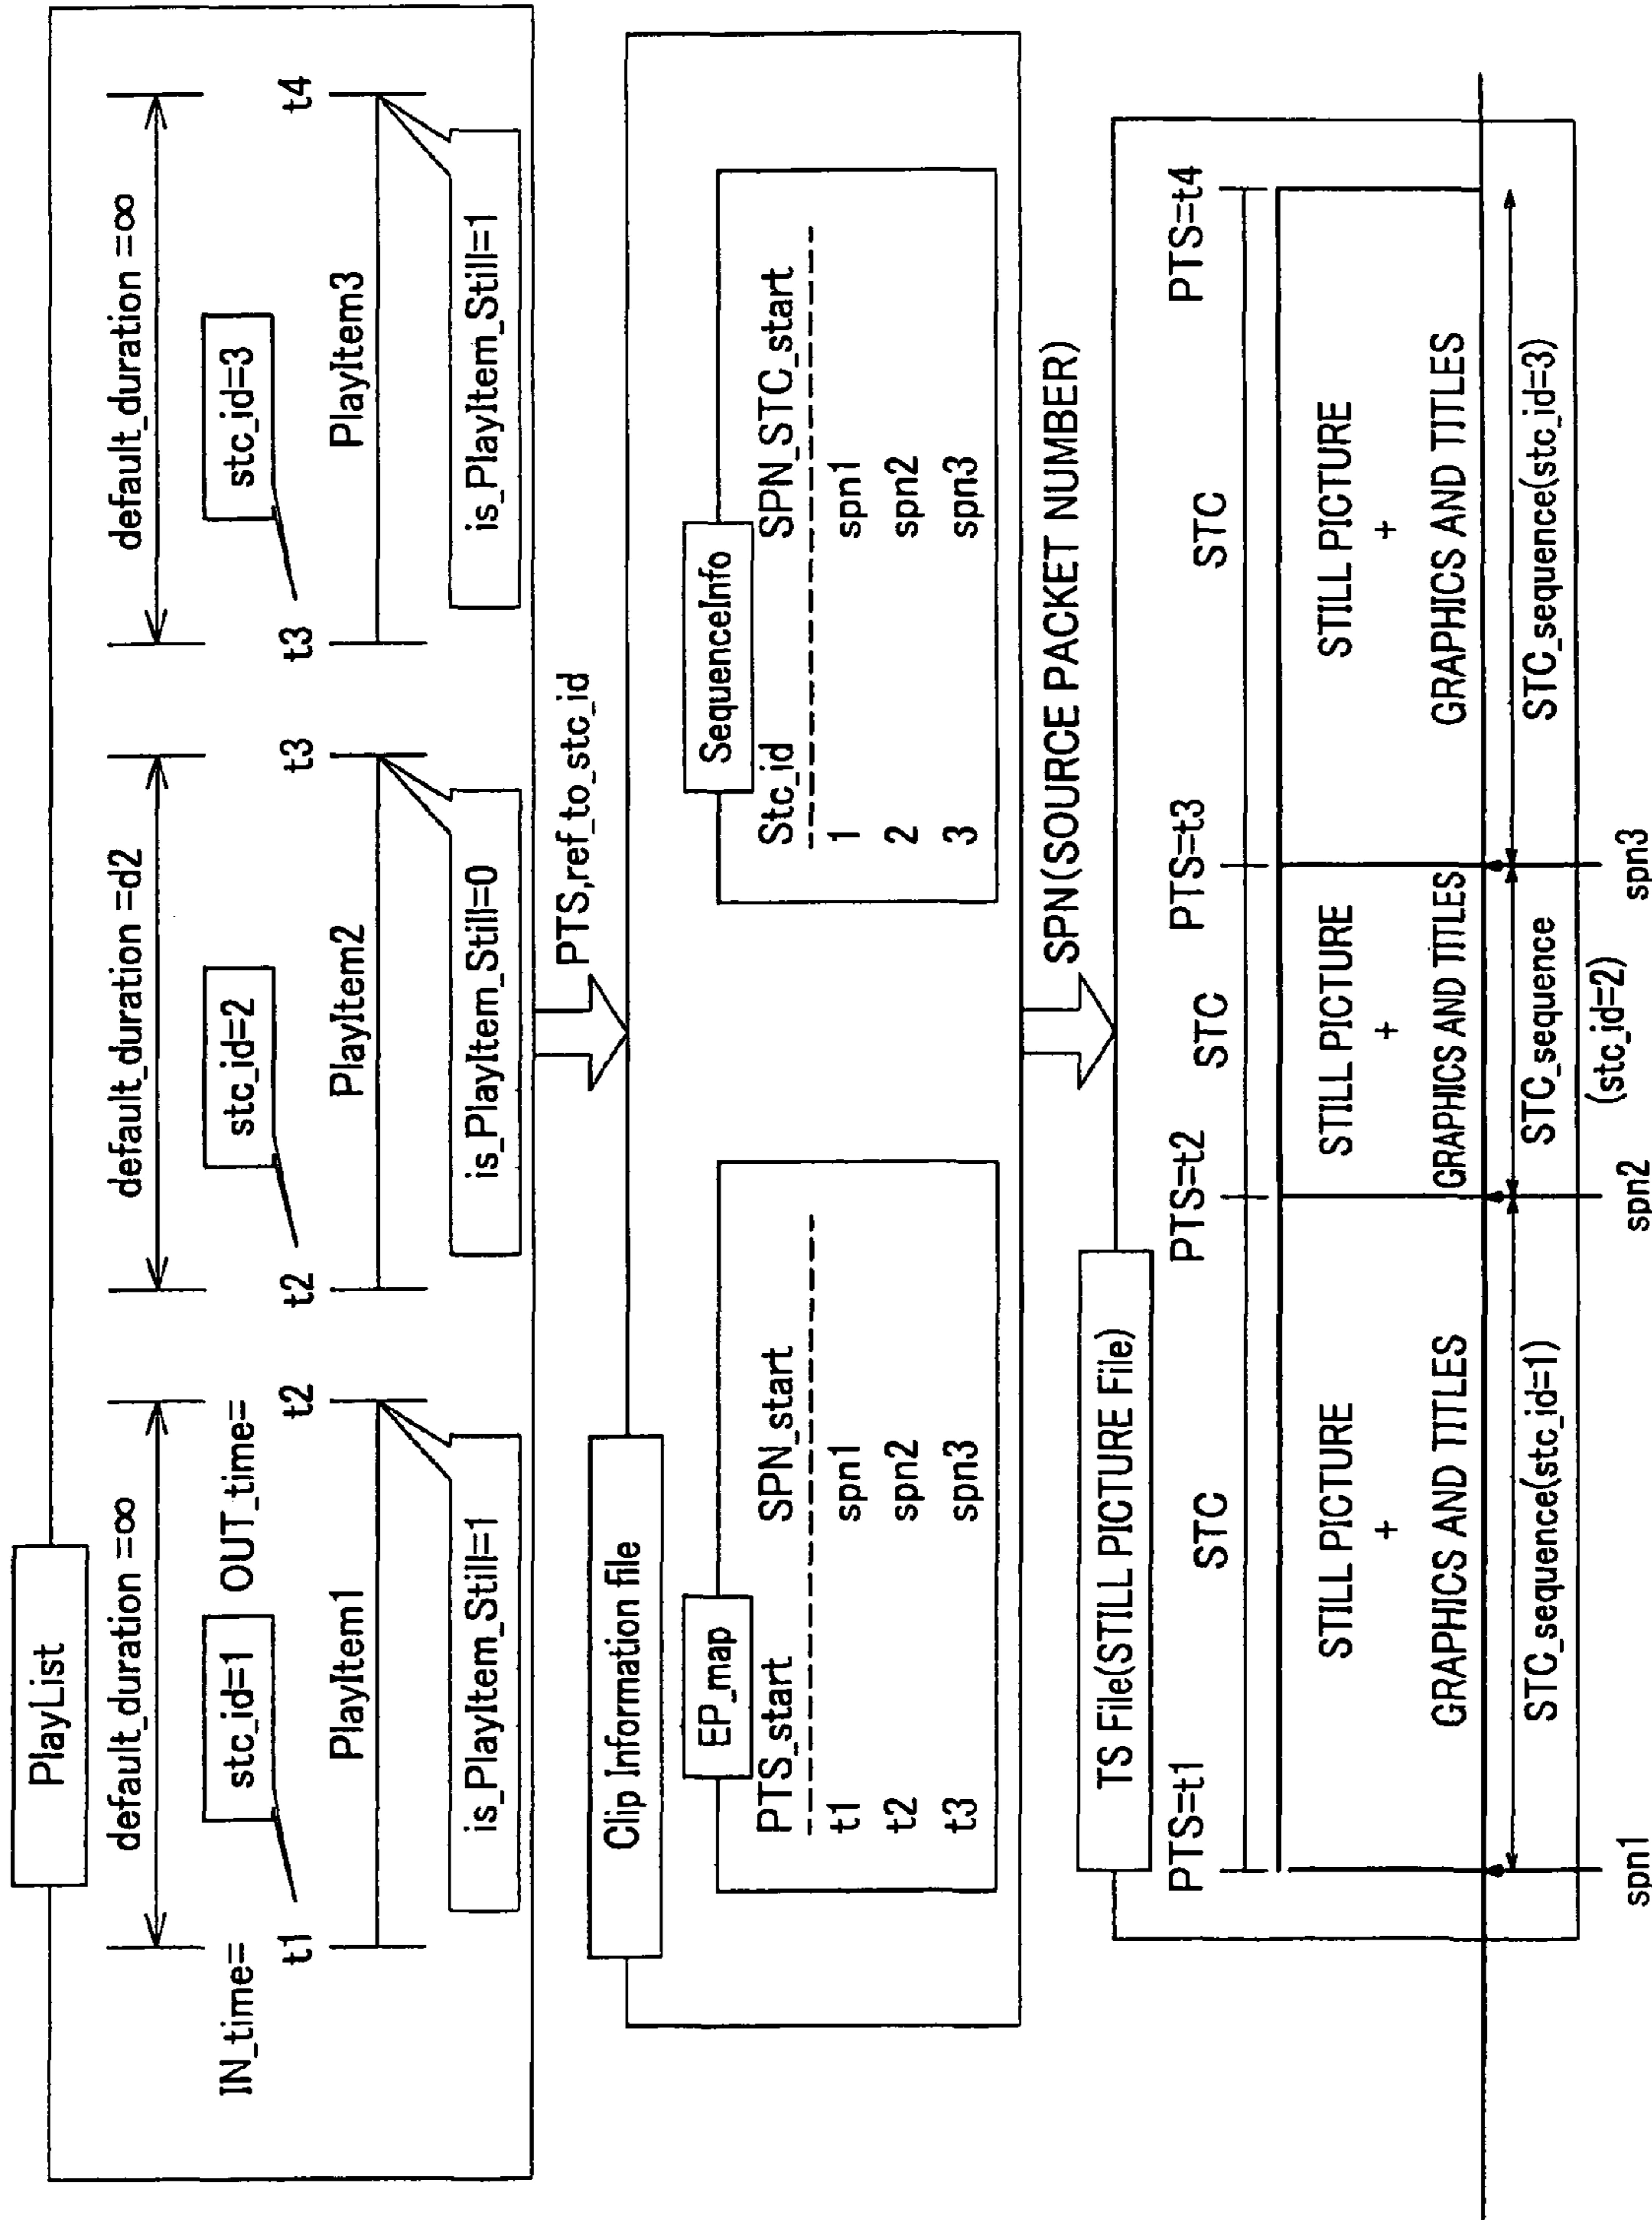 PlayList
default_duration =∞
default_duration =d2
default_duration =∞
IN_time=
stc_id=1
OUT_time=
stc_id=2
stc_id=3
t1
t2
t2
t3
t3
t4
PlayItem1
PlayItem2
PlayItem3
is_PlayItem_Still=1
is_PlayItem_Still=0
is_PlayItem_Still=1
PTS,ref_to_stc_id
Clip Information file
EP_map
PTS_start SPN_start
t1 spn1
t2 spn2
t3 spn3
SequenceInfo
Stc_id SPN_STC_start
1 spn1
2 spn2
3 spn3
SPN(SOURCE PACKET NUMBER)
TS File(STILL PICTURE File)
PTS=t1
PTS=t2
PTS=t3
PTS=t4
STC
STC
STC
STILL PICTURE
+
GRAPHICS AND TITLES
STILL PICTURE
+
GRAPHICS AND TITLES
STILL PICTURE
+
GRAPHICS AND TITLES
STC_sequence(stc_id=1)
STC_sequence
(stc_id=2)
STC_sequence(stc_id=3)
spn1
spn2
spn3